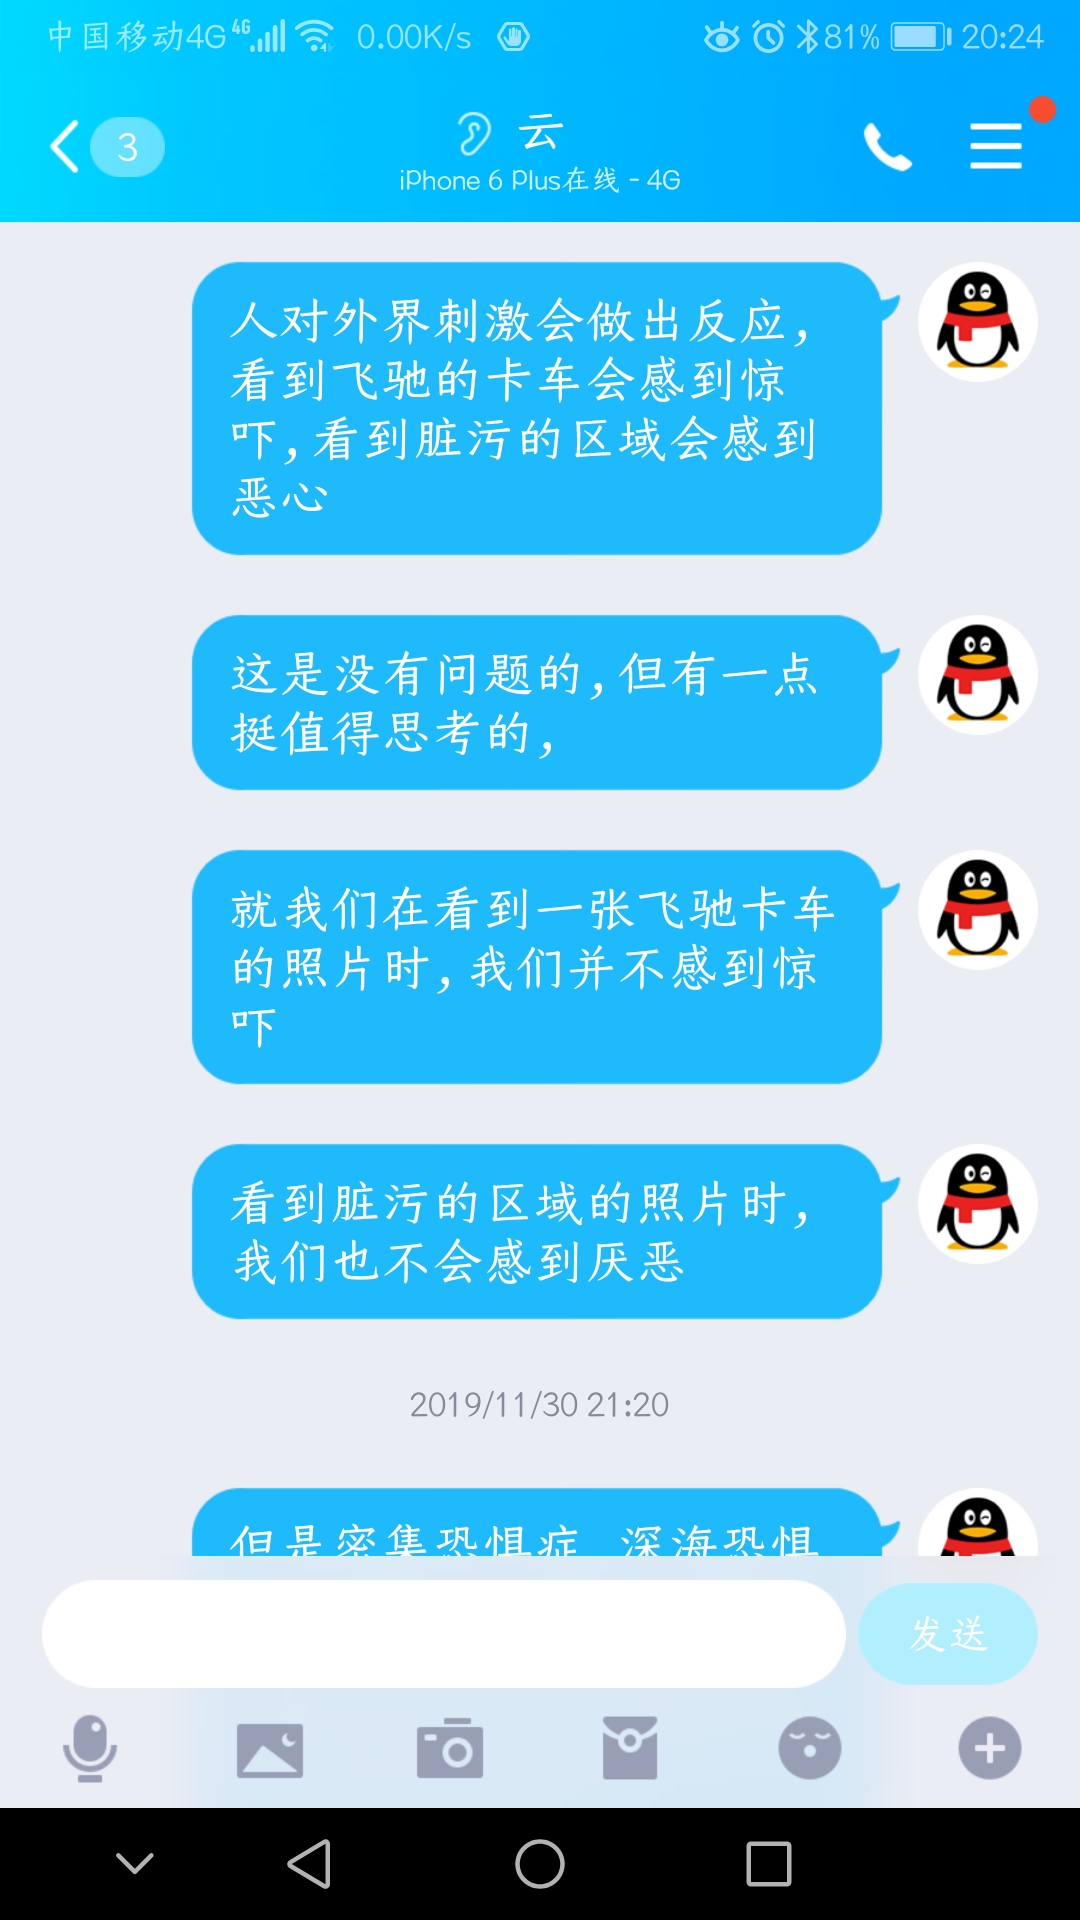 中国移动4G 4G 0.00K/s 81% 20:24
3
云
iPhone 6 Plus在线 - 4G
人对外界刺激会做出反应,
看到飞驰的卡车会感到惊
吓,看到脏污的区域会感到
恶心
这是没有问题的,但有一点
挺值得思考的,
就我们在看到一张飞驰卡车
的照片时,我们并不感到惊
吓
看到脏污的区域的照片时,
我们也不会感到厌恶
2019/11/30 21:20
但是密集恐惧症 深海恐惧
发送